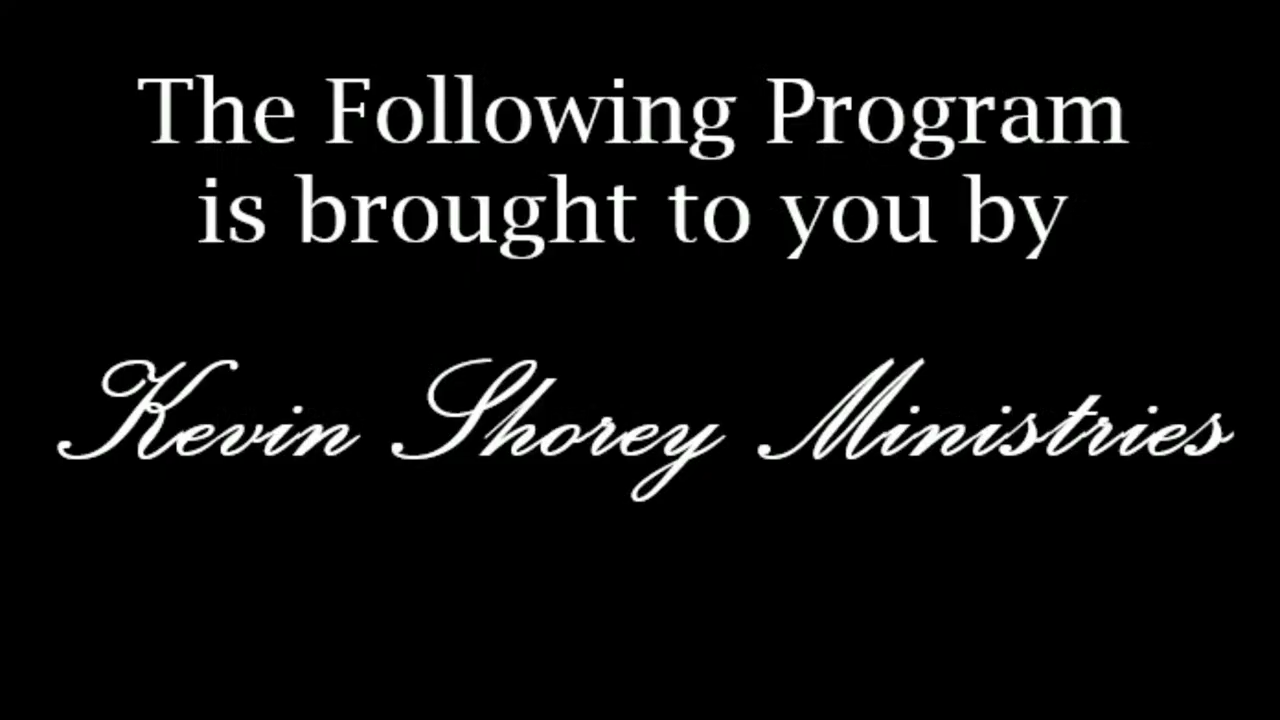 The Following Program
is brought to you by
Kevin Shorey Ministries